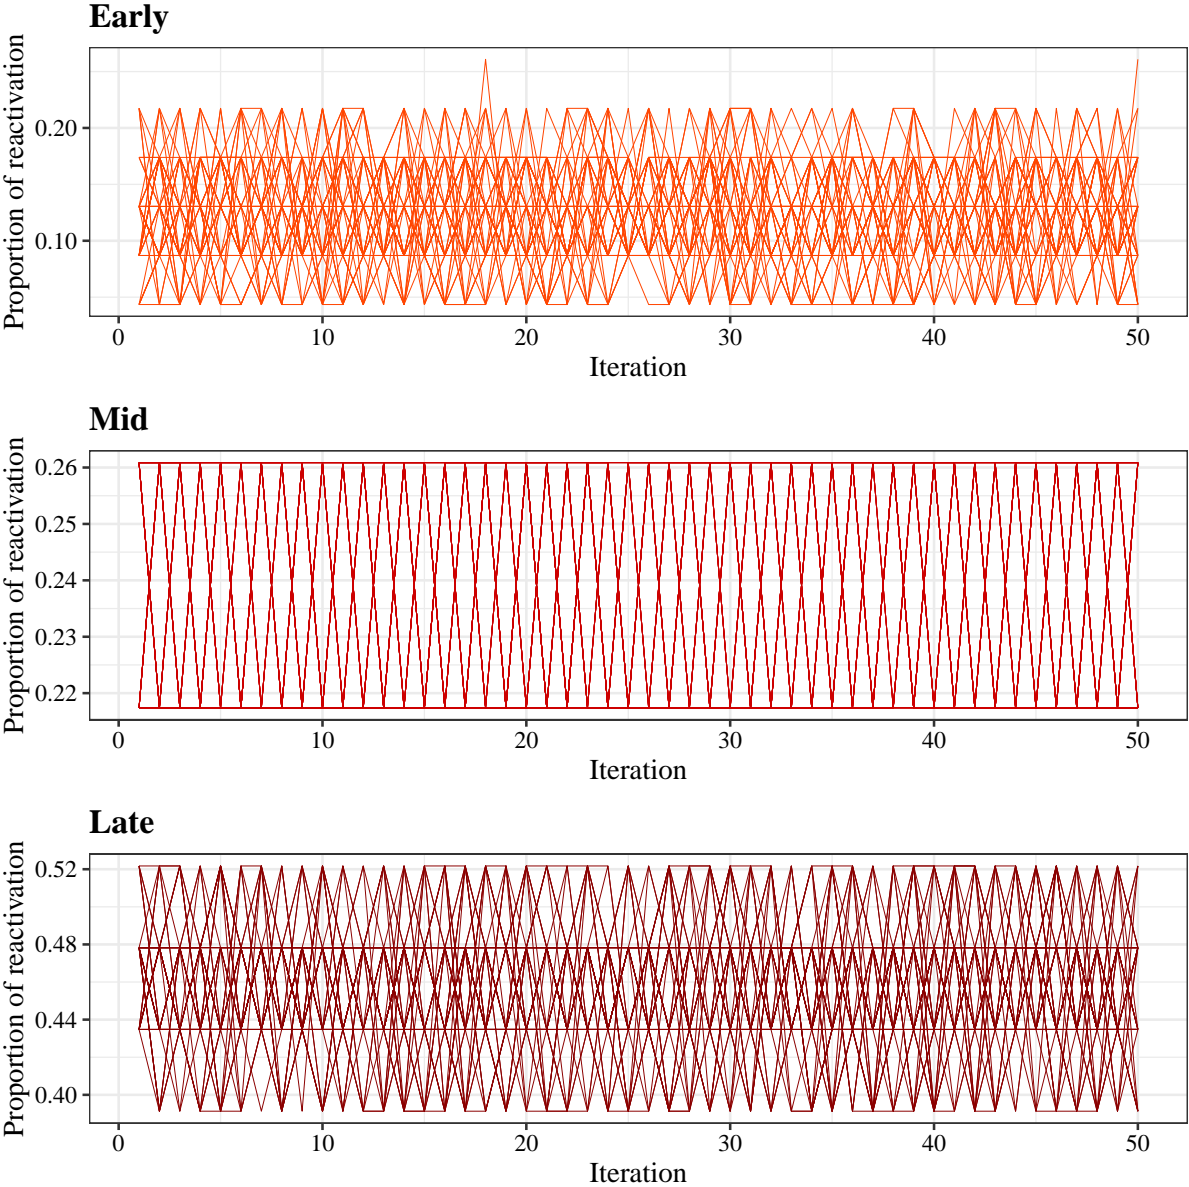 Early
Proportion of reactivation
0.20
0.10
0 10 20 30 40 50
Iteration
Mid
Proportion of reactivation
0.26
0.25
0.24
0.23
0.22
0 10 20 30 40 50
Iteration
Late
Proportion of reactivation
0.52
0.48
0.44
0.40
0 10 20 30 40 50
Iteration